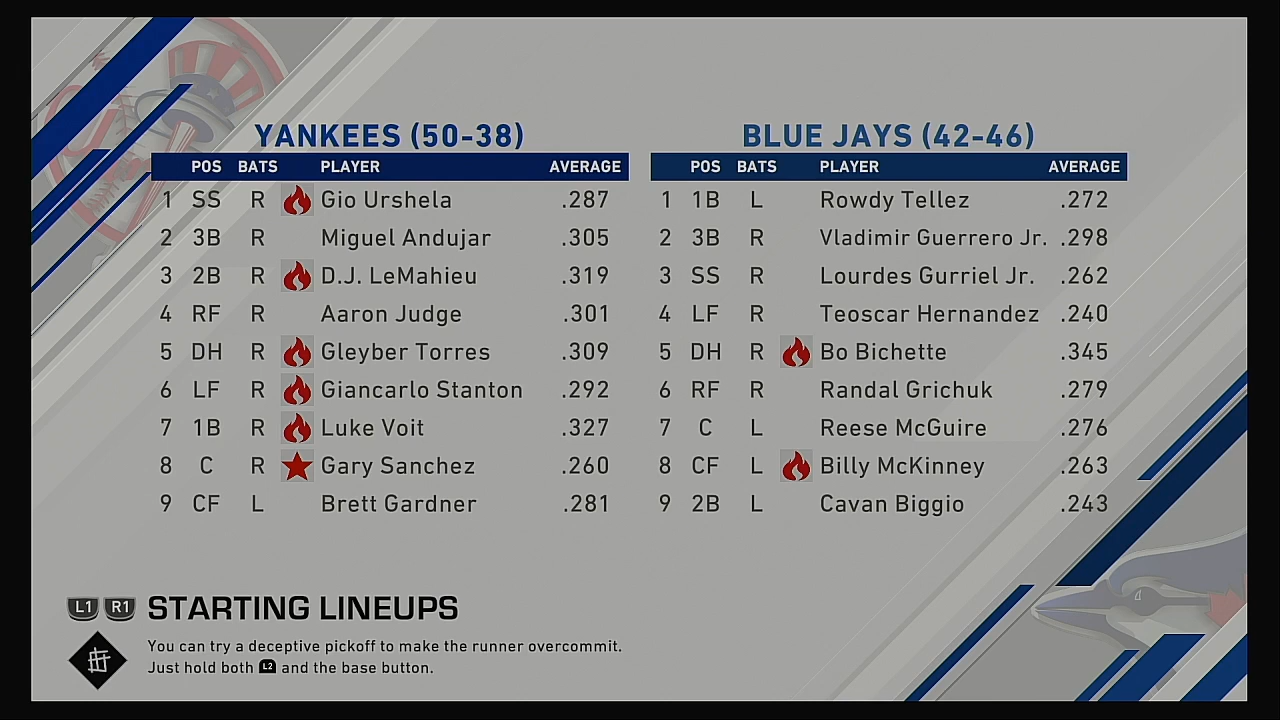 YANKEES (50-38)
POS BATS PLAYER AVERAGE
1 SS R Gio Urshela .287
2 3B R Miguel Andujar .305
3 2B R D.J. LeMahieu .319
4 RF R Aaron Judge .301
5 DH R Gleyber Torres .309
6 LF R Giancarlo Stanton .292
7 1B R Luke Voit .327
8 C R Gary Sanchez .260
9 CF L Brett Gardner .281
BLUE JAYS (42-46)
POS BATS PLAYER AVERAGE
1 1B L Rowdy Tellez .272
2 3B R Vladimir Guerrero Jr. .298
3 SS R Lourdes Gurriel Jr. .262
4 LF R Teoscar Hernandez .240
5 DH R Bo Bichette .345
6 RF R Randal Grichuk .279
7 C L Reese McGuire .276
8 CF L Billy McKinney .263
9 2B L Cavan Biggio .243
L1 R1 STARTING LINEUPS
You can try a deceptive pickoff to make the runner overcommit.
Just hold both L2 and the base button.